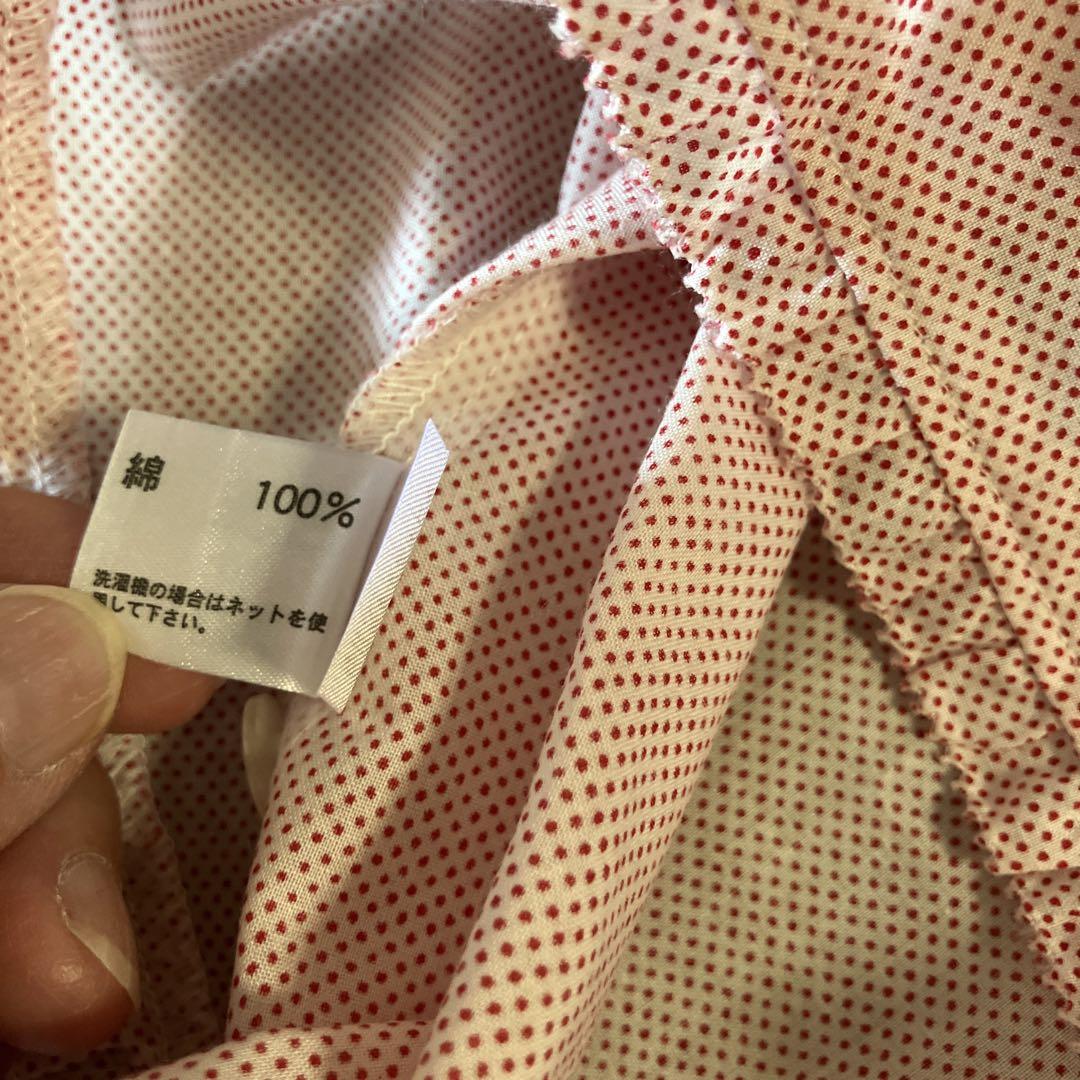 綿 100%
洗濯機の場合はネットを使
用して下さい。